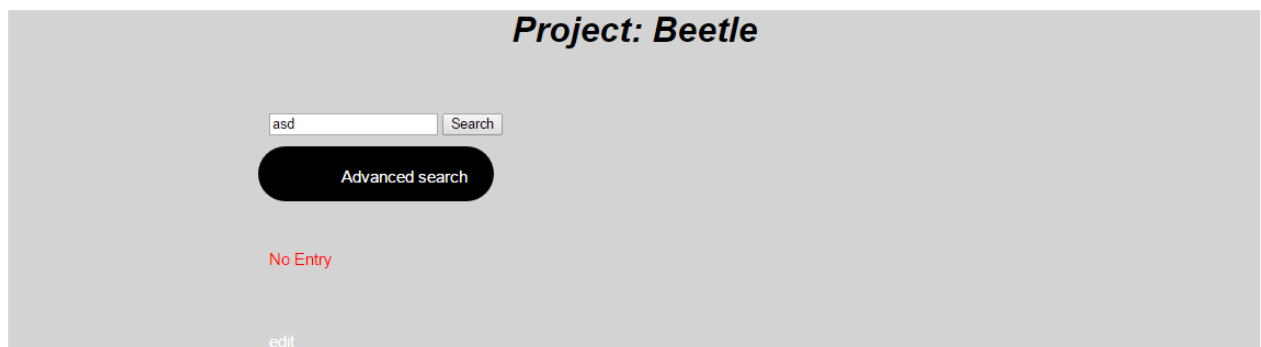 Project: Beetle
asd Search
Advanced search
No Entry
edit